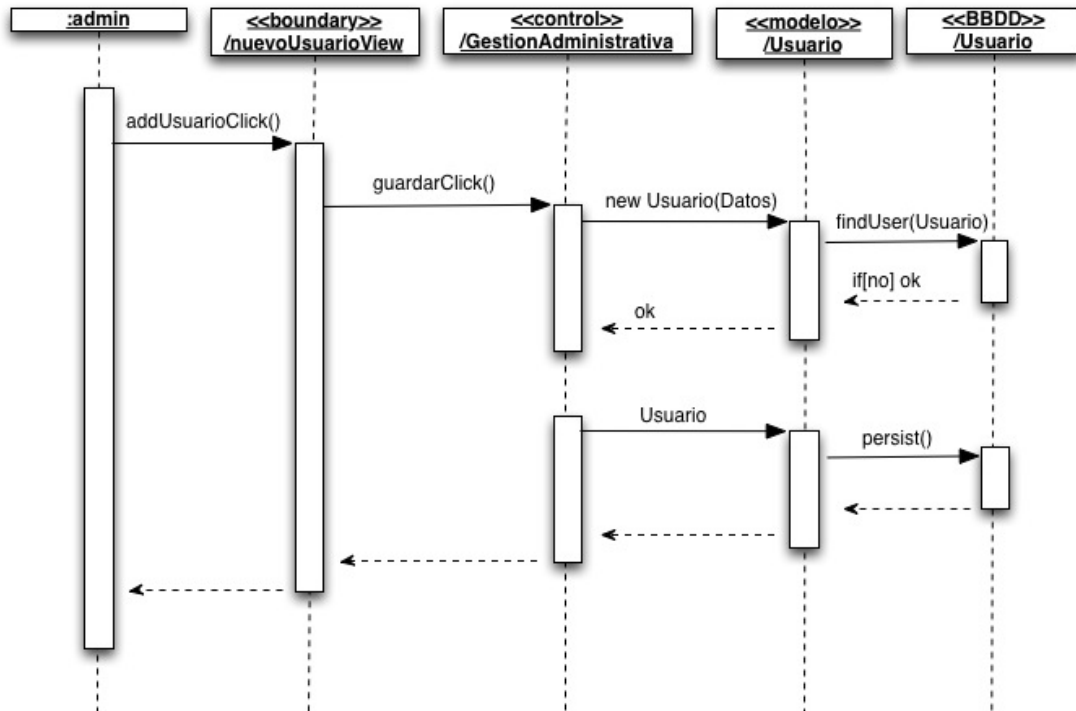 :admin
<<boundary>>
/nuevoUsuarioView
<<control>>
/GestionAdministrativa
<<modelo>>
/Usuario
<<BBDD>>
/Usuario
addUsuarioClick()
guardarClick()
new Usuario(Datos)
findUser(Usuario)
if[no] ok
ok
Usuario
persist()